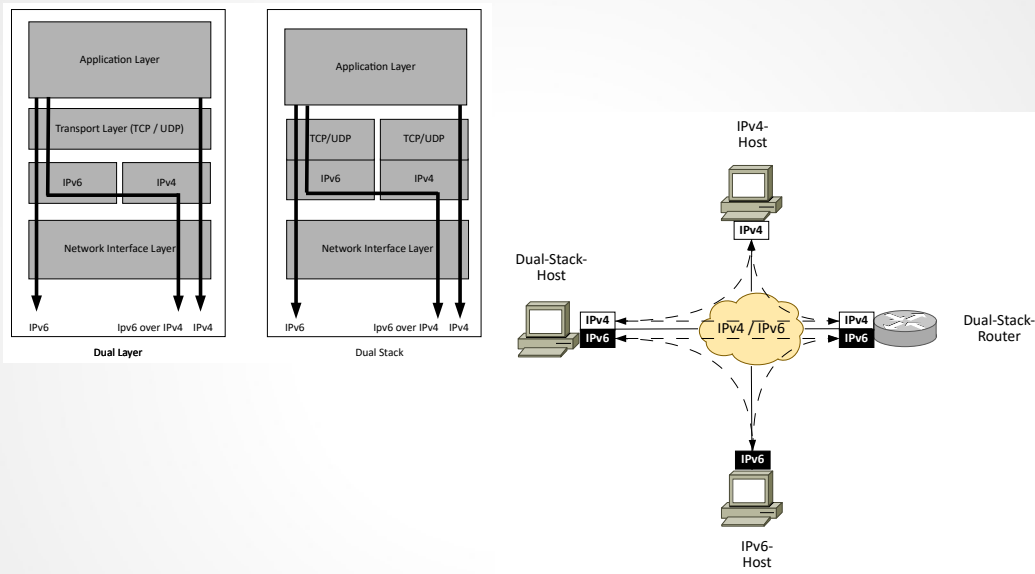 Application Layer
Transport Layer (TCP / UDP)
IPv6
IPv4
Network Interface Layer
IPv6
Ipv6 over IPv4
IPv4
Dual Layer
Application Layer
TCP/UDP
TCP/UDP
IPv6
IPv4
Network Interface Layer
IPv6
Ipv6 over IPv4
IPv4
Dual Stack
IPv4-
Host
IPv4
Dual-Stack-
Host
IPv4
IPv6
IPv4 / IPv6
IPv4
IPv6
Dual-Stack-
Router
IPv6
IPv6-
Host